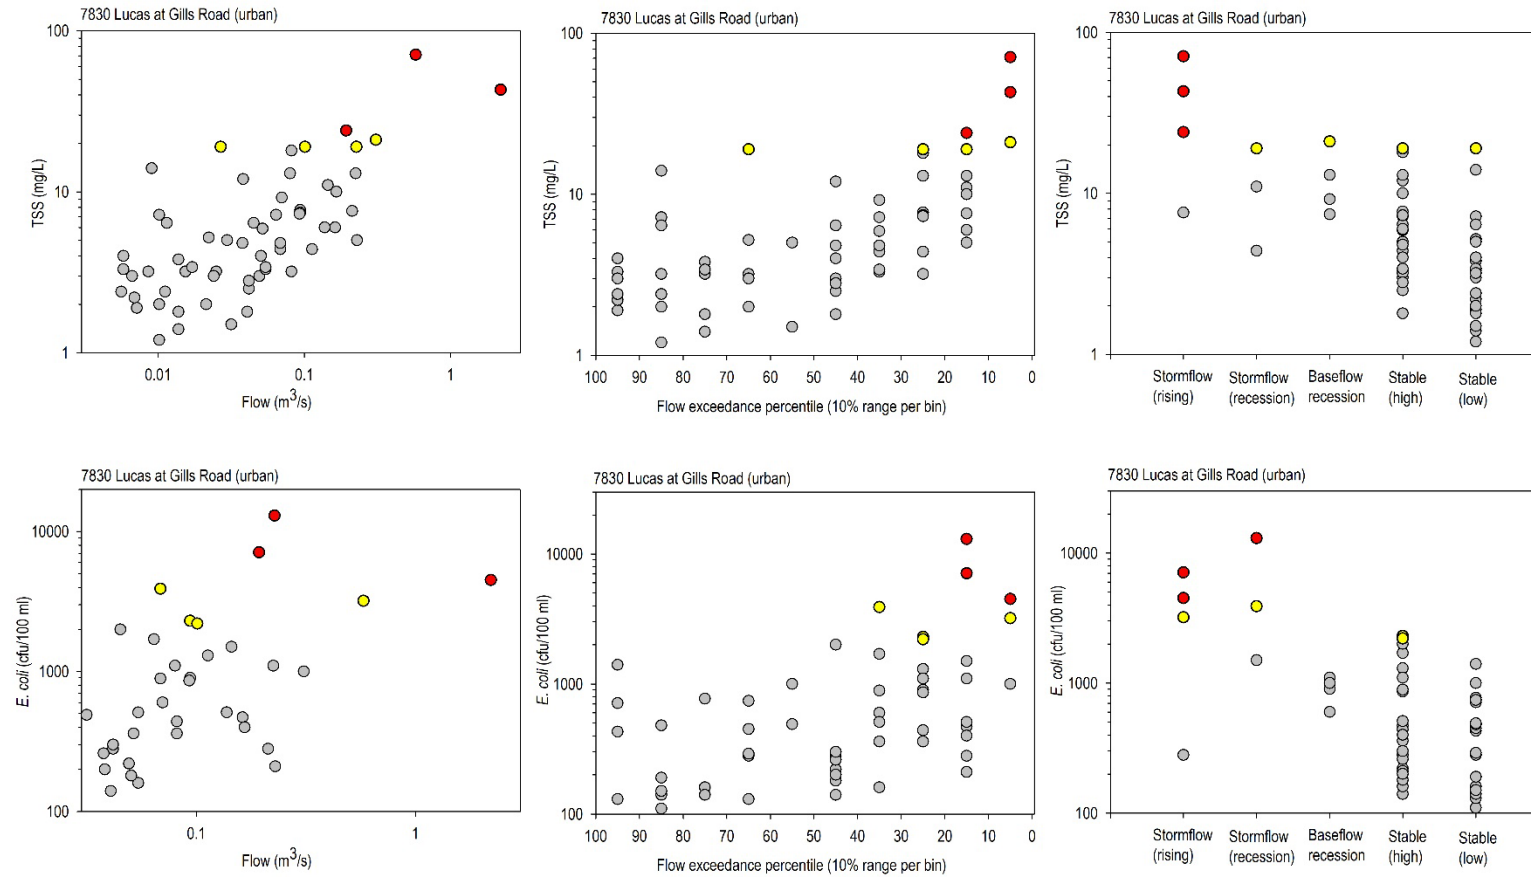 7830 Lucas at Gills Road (urban)
100
10
1
TSS (mg/L)
0.01 0.1 1
Flow (m³/s)
7830 Lucas at Gills Road (urban)
100
10
1
TSS (mg/L)
100 90 80 70 60 50 40 30 20 10 0
Flow exceedance percentile (10% range per bin)
7830 Lucas at Gills Road (urban)
100
10
1
TSS (mg/L)
Stormflow Stormflow Baseflow Stable Stable
(rising) (recession) recession (high) (low)
7830 Lucas at Gills Road (urban)
10000
1000
100
E. coli (cfu/100 ml)
0.1 1
Flow (m³/s)
7830 Lucas at Gills Road (urban)
10000
1000
100
E. coli (cfu/100 ml)
100 90 80 70 60 50 40 30 20 10 0
Flow exceedance percentile (10% range per bin)
7830 Lucas at Gills Road (urban)
10000
1000
100
E. coli (cfu/100 ml)
Stormflow Stormflow Baseflow Stable Stable
(rising) (recession) recession (high) (low)